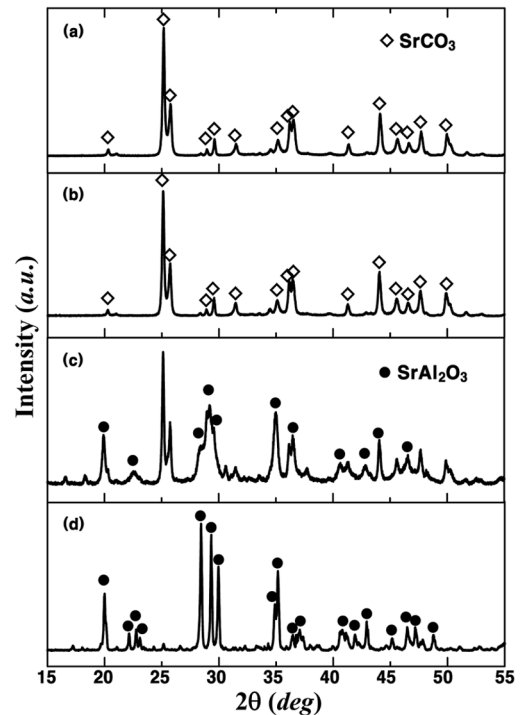 (a)
◇ SrCO₃
(b)
(c)
● SrAl₂O₃
(d)
Intensity (a.u.)
15 20 25 30 35 40 45 50 55
2θ (deg)